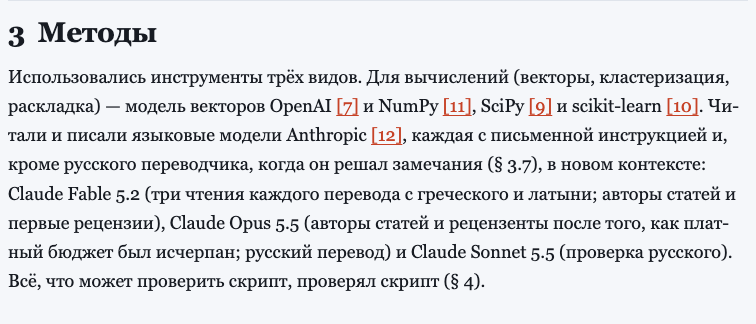 3 Методы
Использовались инструменты трёх видов. Для вычислений (векторы, кластеризация,
раскладка) — модель векторов OpenAI [7] и NumPy [11], SciPy [9] и scikit-learn [10]. Чи-
тали и писали языковые модели Anthropic [12], каждая с письменной инструкцией и,
кроме русского переводчика, когда он решал замечания (§ 3.7), в новом контексте:
Claude Fable 5.2 (три чтения каждого перевода с греческого и латыни; авторы статей и
первые рецензии), Claude Opus 5.5 (авторы статей и рецензенты после того, как плат-
ный бюджет был исчерпан; русский перевод) и Claude Sonnet 5.5 (проверка русского).
Всё, что может проверить скрипт, проверял скрипт (§ 4).